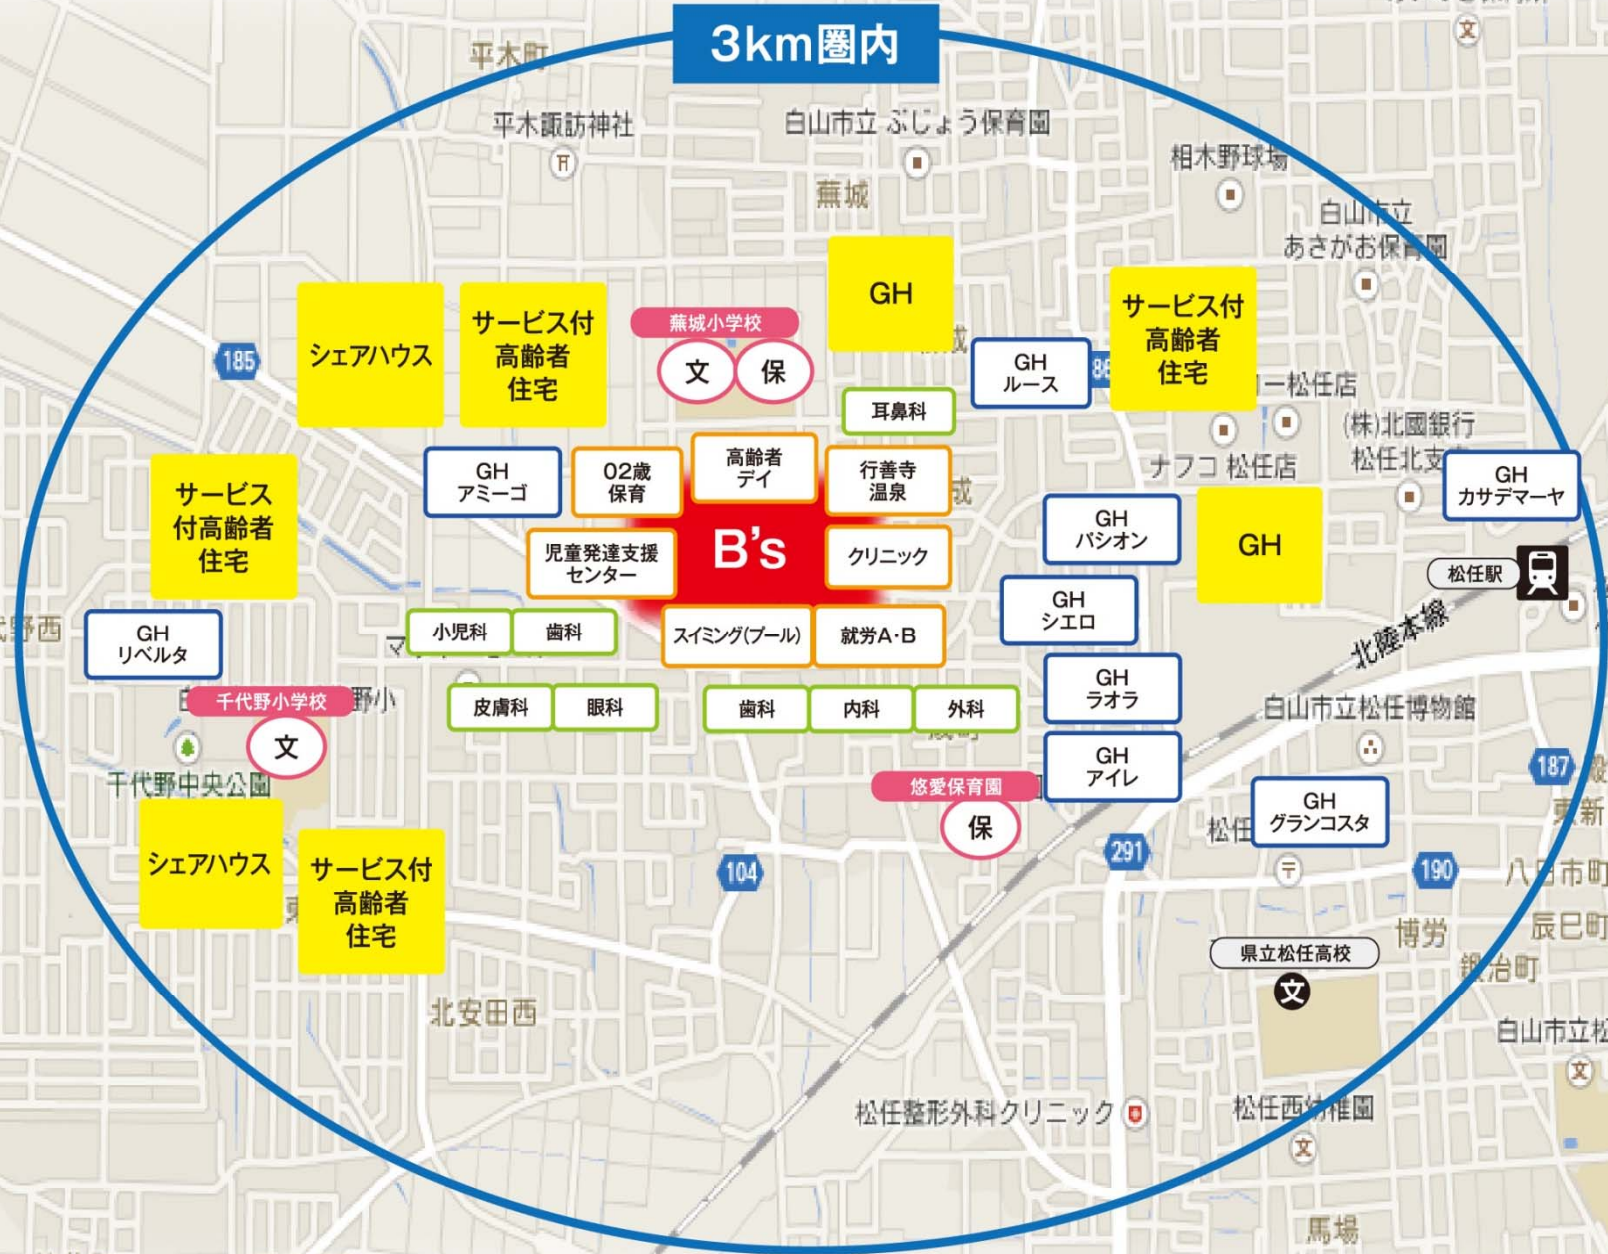 3km圏内
平木町
平木諏訪神社
白山市立 ぶじょう保育園
相木野球場
蕪城
白山市立
あさがお保育園
GH
シェアハウス
サービス付
高齢者
住宅
蕪城小学校
文
保
サービス付
高齢者
住宅
185
GH
ルース
88
ー松任店
耳鼻科
(株)北國銀行
松任北支
ナフコ 松任店
GH
アミーゴ
02歳
保育
高齢者
デイ
行善寺
温泉
成
GH
カサデマーヤ
サービス
付高齢者
住宅
児童発達支援
センター
B's
クリニック
GH
パシオン
GH
松任駅
北陸本線
野西
GH
リベルタ
小児科
歯科
スイミング(プール)
就労A・B
GH
シエロ
皮膚科
眼科
歯科
内科
外科
GH
ラオラ
白山市立松任博物館
千代野小学校
野小
文
千代野中央公園
悠愛保育園
保
GH
アイレ
187
GH
グランコスタ
松任
東新
シェアハウス
サービス付
高齢者
住宅
104
291
190
八日市町
博労
辰巳町
鍛冶町
県立松任高校
文
北安田西
白山市立松
松任整形外科クリニック
松任西幼稚園
馬場